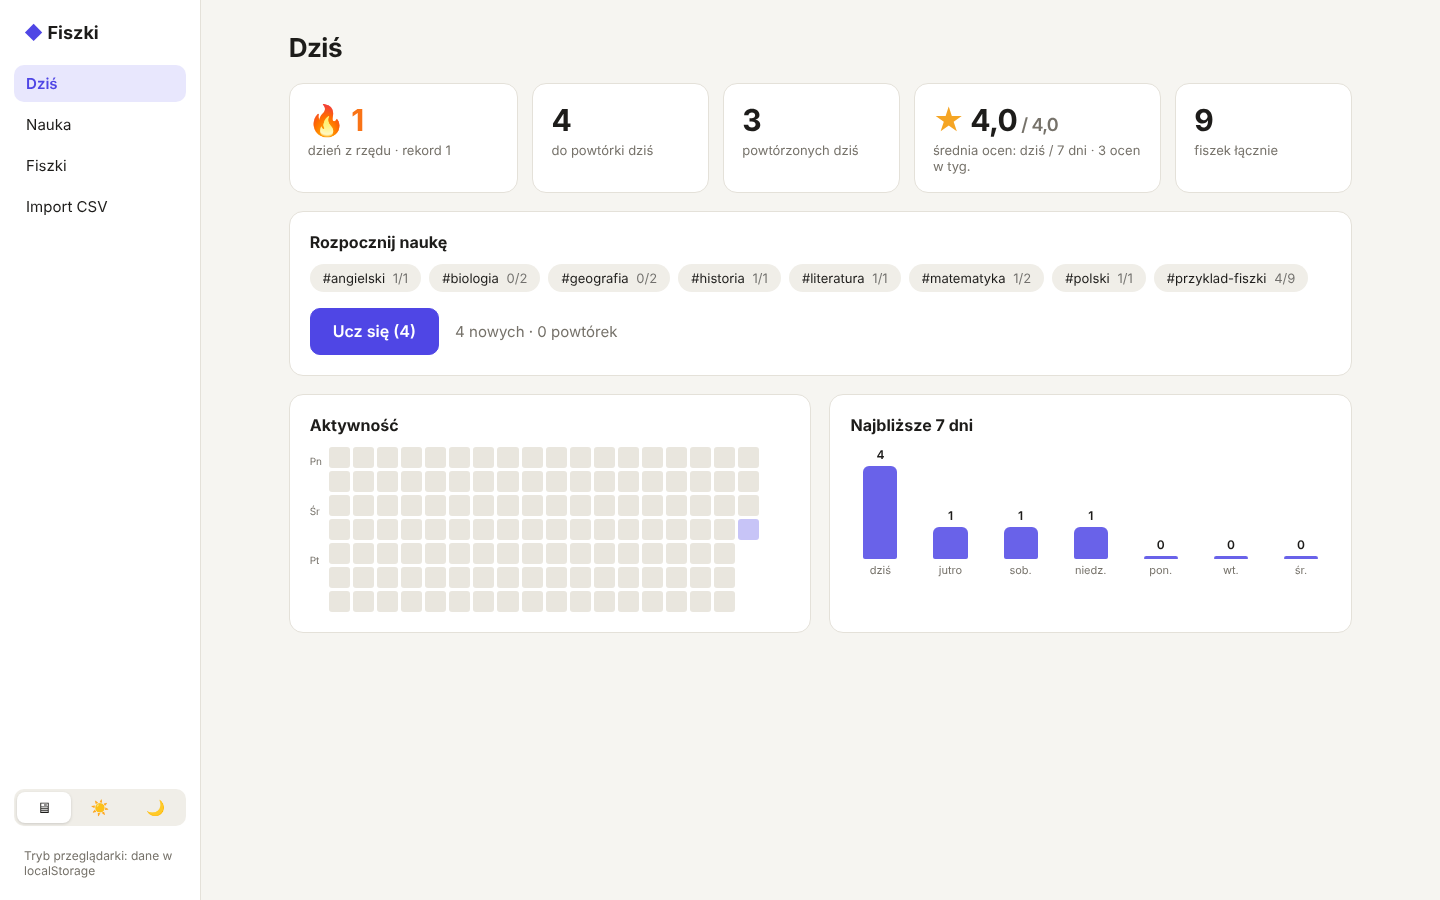 Fiszki
Dziś
Nauka
Fiszki
Import CSV
Tryb przeglądarki: dane w
localStorage
Dziś
1
dzień z rzędu · rekord 1
4
do powtórki dziś
3
powtórzonych dziś
4,0 / 4,0
średnia ocen: dziś / 7 dni · 3 ocen
w tyg.
9
fiszek łącznie
Rozpocznij naukę
#angielski 1/1 #biologia 0/2 #geografia 0/2 #historia 1/1 #literatura 1/1 #matematyka 1/2 #polski 1/1 #przyklad-fiszki 4/9
Ucz się (4) 4 nowych · 0 powtórek
Aktywność
Pn
Śr
Pt
Najbliższe 7 dni
4 1 1 1 0 0 0
dziś jutro sob. niedz. pon. wt. śr.